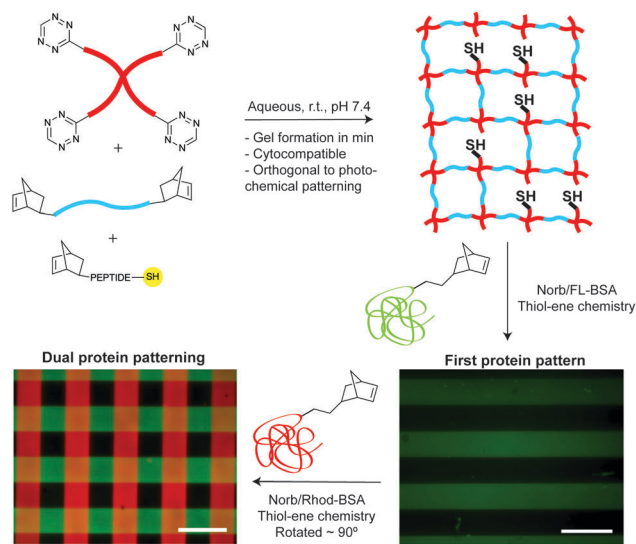 N N
N N
N N
N N
N N
N N
N N
N N
+
+
PEPTIDE SH
Aqueous, r.t., pH 7.4
- Gel formation in min
- Cytocompatible
- Orthogonal to photo-
chemical patterning
SH SH
SH
SH
SH SH
Norb/FL-BSA
Thiol-ene chemistry
Dual protein patterning
First protein pattern
Norb/Rhod-BSA
Thiol-ene chemistry
Rotated ~ 90º